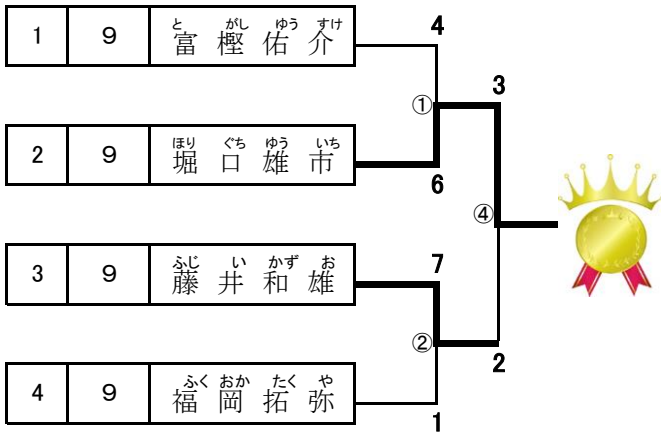 と がし ゆう すけ
1 9 富樫佑介
4
3
①
ほり ぐち ゆう いち
2 9 堀口雄市
6
④
ふじ い かず お
3 9 藤井和雄
7
②
2
ふく おか たく や
4 9 福岡拓弥
1